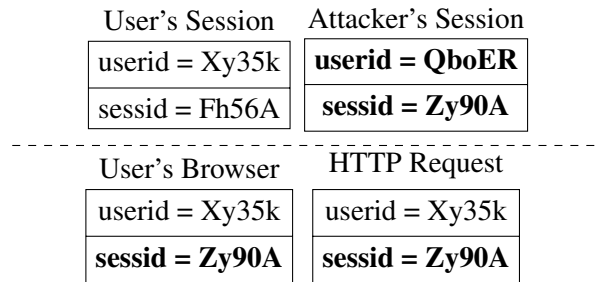 User's Session Attacker's Session
userid = Xy35k userid = QboER
sessid = Fh56A sessid = Zy90A
User's Browser HTTP Request
userid = Xy35k userid = Xy35k
sessid = Zy90A sessid = Zy90A